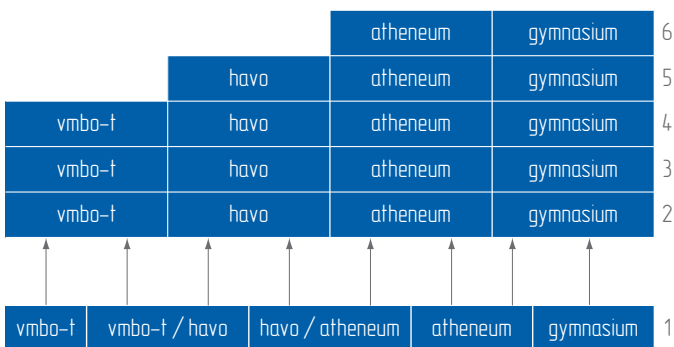 atheneum gymnasium 6
havo atheneum gymnasium 5
vmbo-t havo atheneum gymnasium 4
vmbo-t havo atheneum gymnasium 3
vmbo-t havo atheneum gymnasium 2
vmbo-t vmbo-t / havo havo / atheneum atheneum gymnasium 1